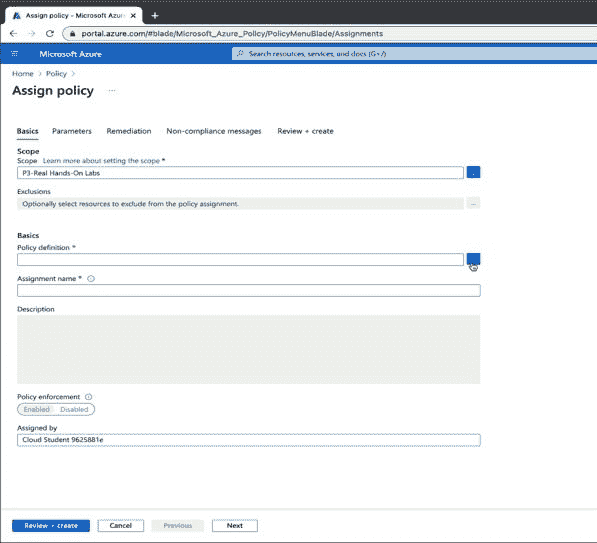 Assign policy - Microsoft Azure
portal.azure.com/#blade/Microsoft_Azure_Policy/PolicyMenuBlade/Assignments
Microsoft Azure
Search resources, services, and docs (G+/)
Home > Policy >
Assign policy ...
Basics Parameters Remediation Non-compliance messages Review + create
Scope
Scope Learn more about setting the scope *
P3-Real Hands-On Labs
Exclusions
Optionally select resources to exclude from the policy assignment.
...
Basics
Policy definition *
Assignment name *
Description
Policy enforcement
Enabled Disabled
Assigned by
Cloud Student 9625881e
Review + create Cancel Previous Next